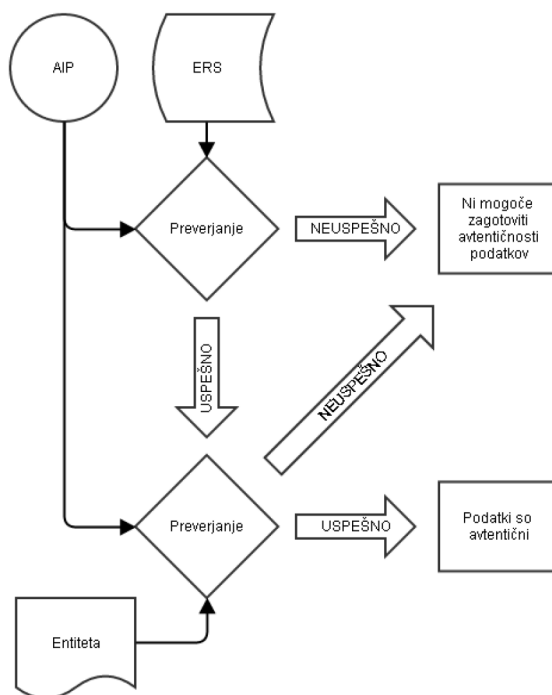 AIP
ERS
Preverjanje
NEUSPEŠNO
Ni mogoče
zagotoviti
avtentičnosti
podatkov
USPEŠNO
NEUSPEŠNO
Preverjanje
USPEŠNO
Podatki so
avtentični
Entiteta